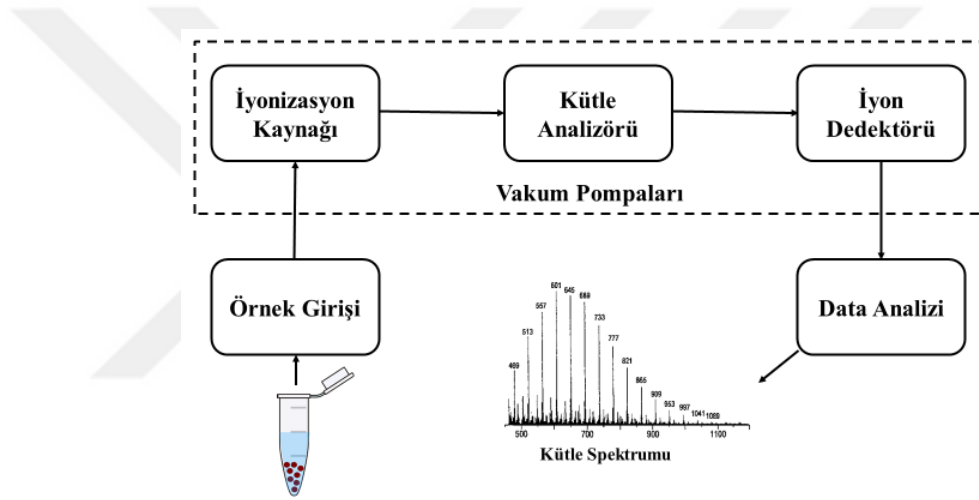 İyonizasyon
Kaynağı
Kütle
Analizörü
İyon
Dedektörü
Vakum Pompaları
Örnek Girişi
Data Analizi
469
513
557
601
645
689
733
777
821
865
909
953
997
1041
1089
500
700
900
1100
Kütle Spektrumu